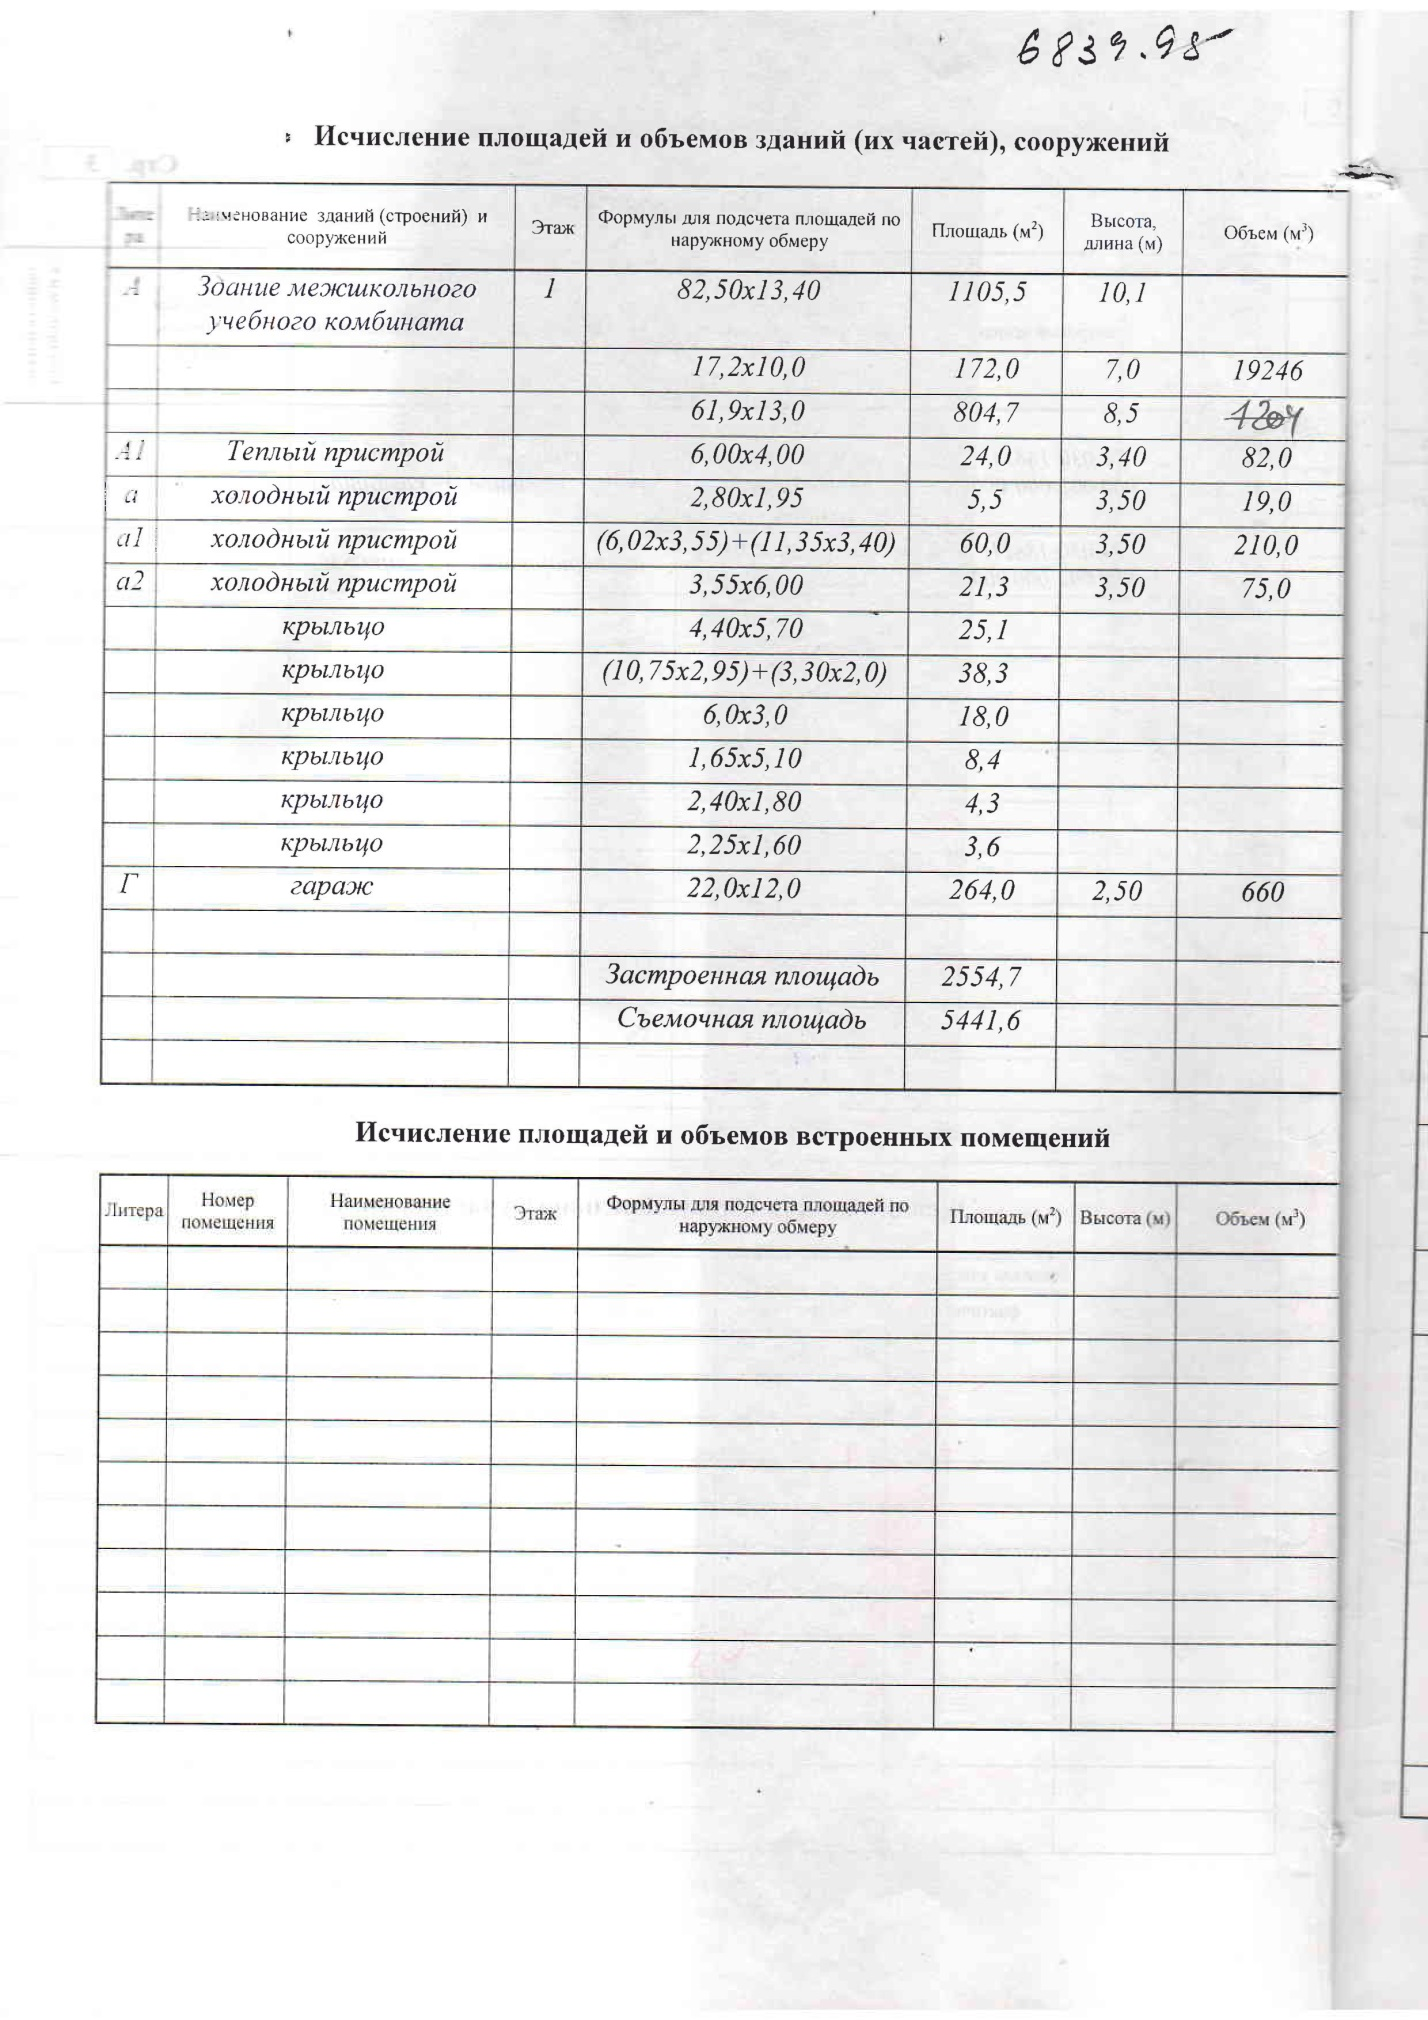 6839.95
Исчисление площадей и объемов зданий (их частей), сооружений
Литера Наименование зданий (строений) и сооружений Этаж Формулы для подсчета площадей по наружному обмеру Площадь (м²) Высота, длина (м) Объем (м³)
А Здание межшкольного учебного комбината 1 82,50х13,40 1105,5 10,1
17,2х10,0 172,0 7,0 19246
61,9х13,0 804,7 8,5
А1 Теплый пристрой 6,00х4,00 24,0 3,40 82,0
а холодный пристрой 2,80х1,95 5,5 3,50 19,0
а1 холодный пристрой (6,02х3,55)+(11,35х3,40) 60,0 3,50 210,0
а2 холодный пристрой 3,55х6,00 21,3 3,50 75,0
крыльцо 4,40х5,70 25,1
крыльцо (10,75х2,95)+(3,30х2,0) 38,3
крыльцо 6,0х3,0 18,0
крыльцо 1,65х5,10 8,4
крыльцо 2,40х1,80 4,3
крыльцо 2,25х1,60 3,6
Г гараж 22,0х12,0 264,0 2,50 660
Застроенная площадь 2554,7
Съемочная площадь 5441,6
Исчисление площадей и объемов встроенных помещений
Литера Номер помещения Наименование помещения Этаж Формулы для подсчета площадей по наружному обмеру Площадь (м²) Высота (м) Объем (м³)